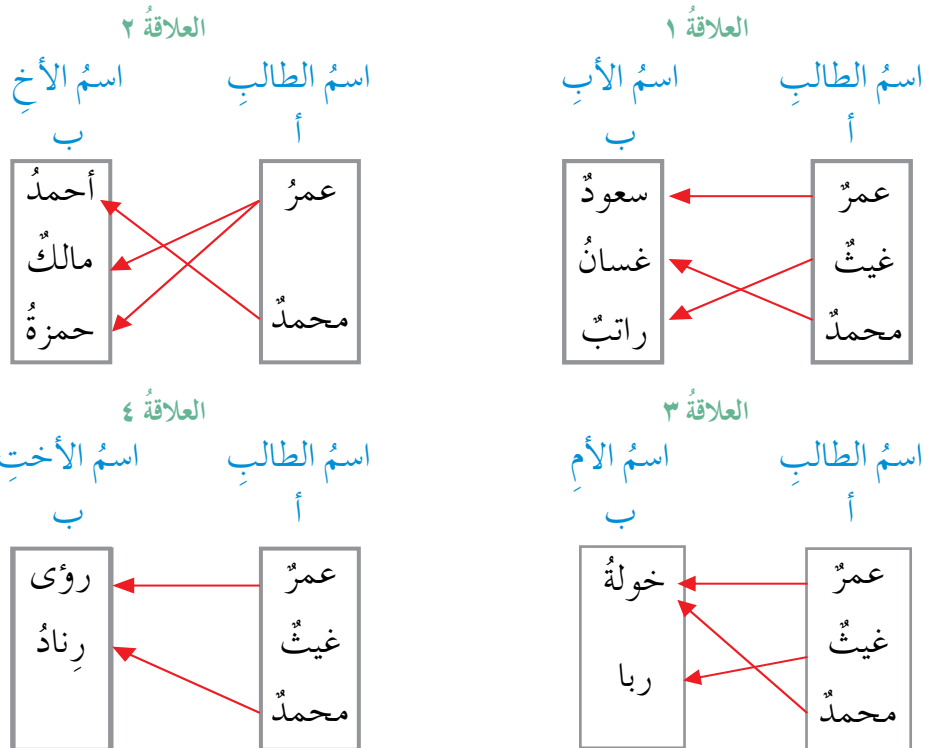 العلاقةُ ١
اسمُ الطالبِ اسمُ الأبِ
أ ب
عمرٌ سعودٌ
غيثٌ غسانُ
محمدٌ راتبٌ
العلاقةُ ٢
اسمُ الطالبِ اسمُ الأخِ
أ ب
عمرُ أحمدُ
مالكٌ
محمدٌ حمزةُ
العلاقةُ ٣
اسمُ الطالبِ اسمُ الأمِ
أ ب
عمرٌ خولةُ
غيثٌ ربا
محمدٌ
العلاقةُ ٤
اسمُ الطالبِ اسمُ الأختِ
أ ب
عمرٌ رؤى
غيثٌ رِنادُ
محمدٌ